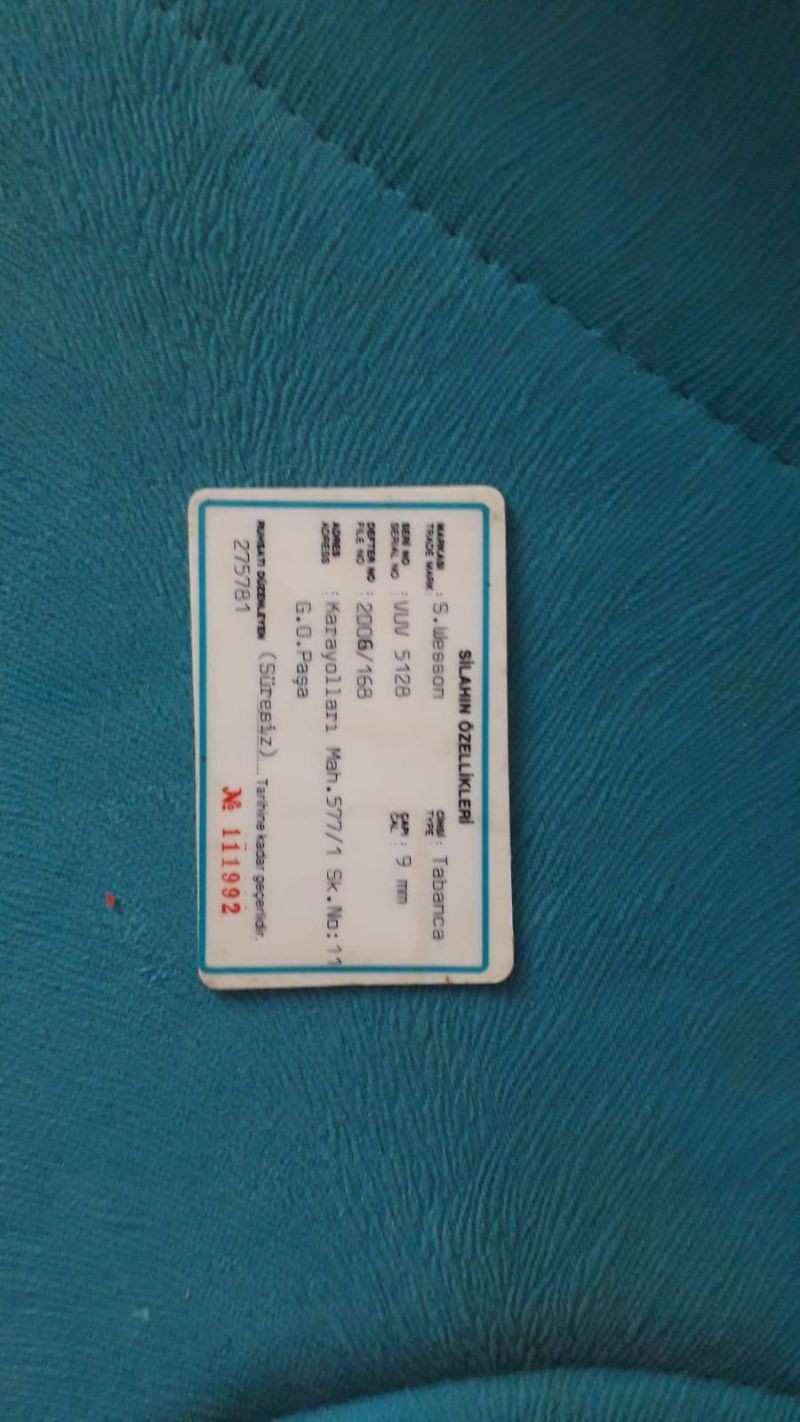 SİLAHIN ÖZELLİKLERİ
MARKASI TRADE MARK : S.Wesson CİNSİ TYPE : Tabanca
SERİ NO SERIAL NO : VUV 5128 ÇAPI CAL : 9 mm
DEFTER NO FILE NO : 2006/168
ADRES ADRESS : Karayolları Mah.577/1 Sk.No:11
G.O.Paşa
RUHSATI DÜZENLEYEN (Süresiz) Tarihine kadar geçerlidir.
275781
№ 111992